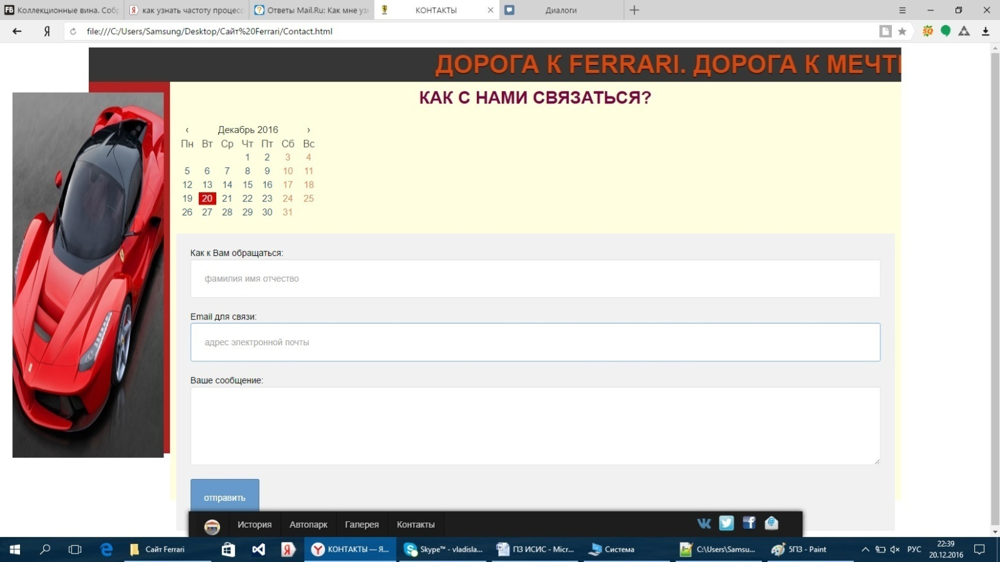 Коллекционные вина. Собр
как узнать частоту процесс
Ответы Mail.Ru: Как мне уз
КОНТАКТЫ
Диалоги
file:///C:/Users/Samsung/Desktop/Сайт%20Ferrari/Contact.html
ДОРОГА К FERRARI. ДОРОГА К МЕЧТ
КАК С НАМИ СВЯЗАТЬСЯ?
‹ Декабрь 2016 ›
Пн Вт Ср Чт Пт Сб Вс
1 2 3 4
5 6 7 8 9 10 11
12 13 14 15 16 17 18
19 20 21 22 23 24 25
26 27 28 29 30 31
Как к Вам обращаться:
фамилия имя отчество
Email для связи:
адрес электронной почты
Ваше сообщение:
отправить
История Автопарк Галерея Контакты
Сайт Ferrari
КОНТАКТЫ — Я...
Skype™ - vladisla...
ПЗ ИСИС - Micr...
Система
C:\Users\Samsu...
5ПЗ - Paint
РУС
22:39
20.12.2016